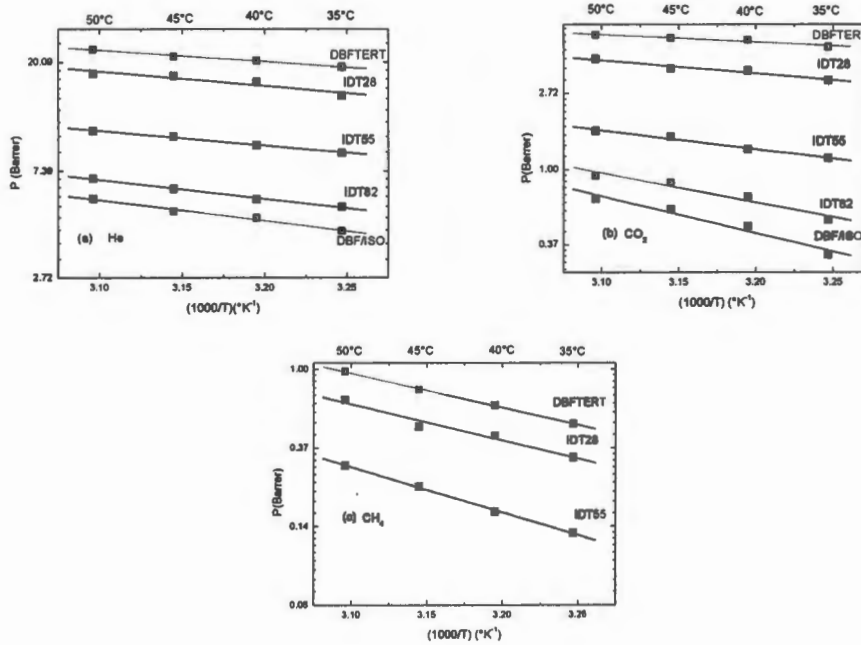 50°C 45°C 40°C 35°C
20.09
7.39
2.72
P (Barrer)
DBFTERT
IDT28
IDT55
IDT82
DBF/ISO
(a) He
3.10 3.15 3.20 3.25
(1000/T)(°K⁻¹)
50°C 45°C 40°C 35°C
2.72
1.00
0.37
P (Barrer)
DBFTERT
IDT28
IDT55
IDT82
DBF/ISO
(b) CO₂
3.10 3.15 3.20 3.25
(1000/T) (°K⁻¹)
50°C 45°C 40°C 35°C
1.00
0.37
0.14
P(Barrer)
DBFTERT
IDT28
IDT55
CH₄
3.10 3.15 3.20 3.25
(1000/T) (°K⁻¹)